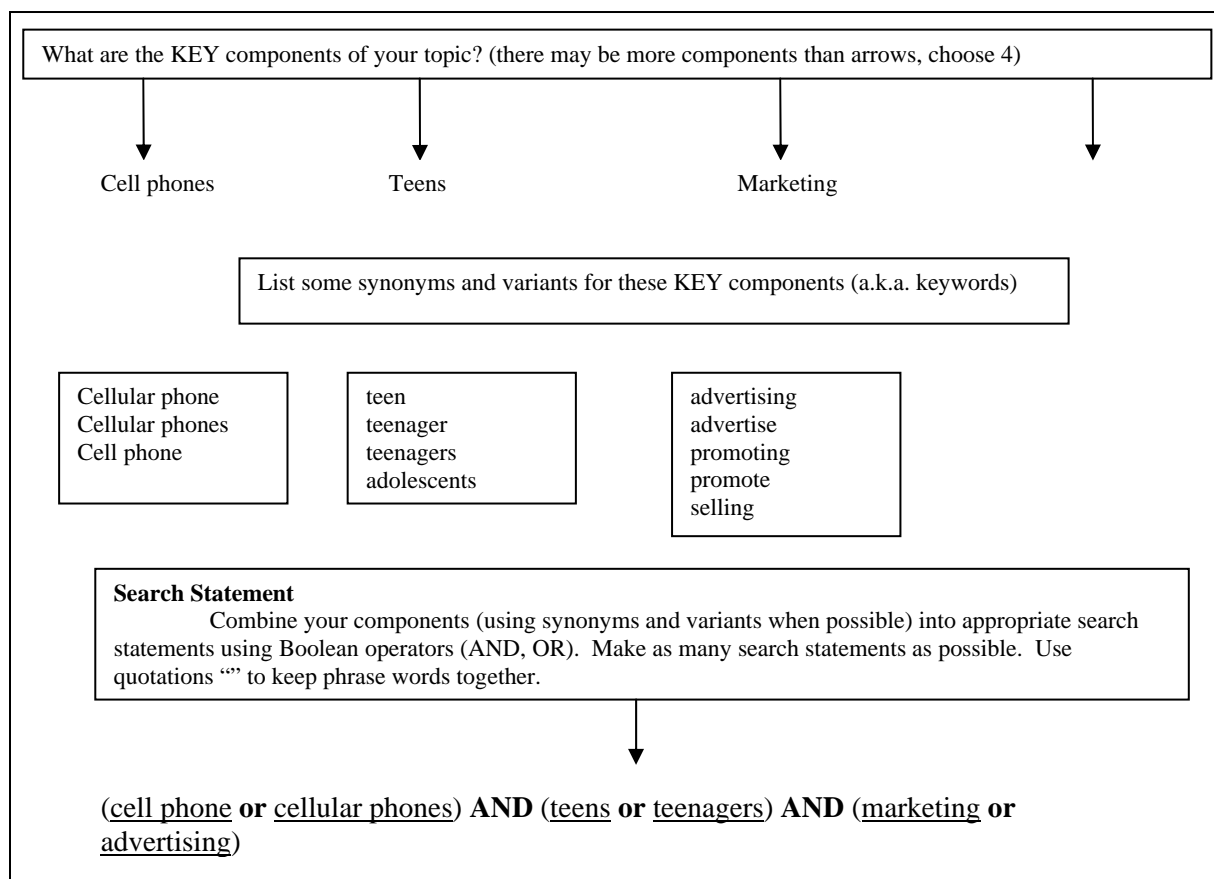 What are the KEY components of your topic? (there may be more components than arrows, choose 4)
Cell phones Teens Marketing
List some synonyms and variants for these KEY components (a.k.a. keywords)
Cellular phone
Cellular phones
Cell phone
teen
teenager
teenagers
adolescents
advertising
advertise
promoting
promote
selling
Search Statement
Combine your components (using synonyms and variants when possible) into appropriate search
statements using Boolean operators (AND, OR). Make as many search statements as possible. Use
quotations “” to keep phrase words together.
(cell phone or cellular phones) AND (teens or teenagers) AND (marketing or
advertising)